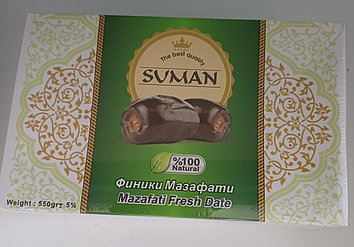 The best quality
SUMAN
%100
Natural
Финики Мазафати
Mazafati Fresh Date
Weight : 550gr± 5%